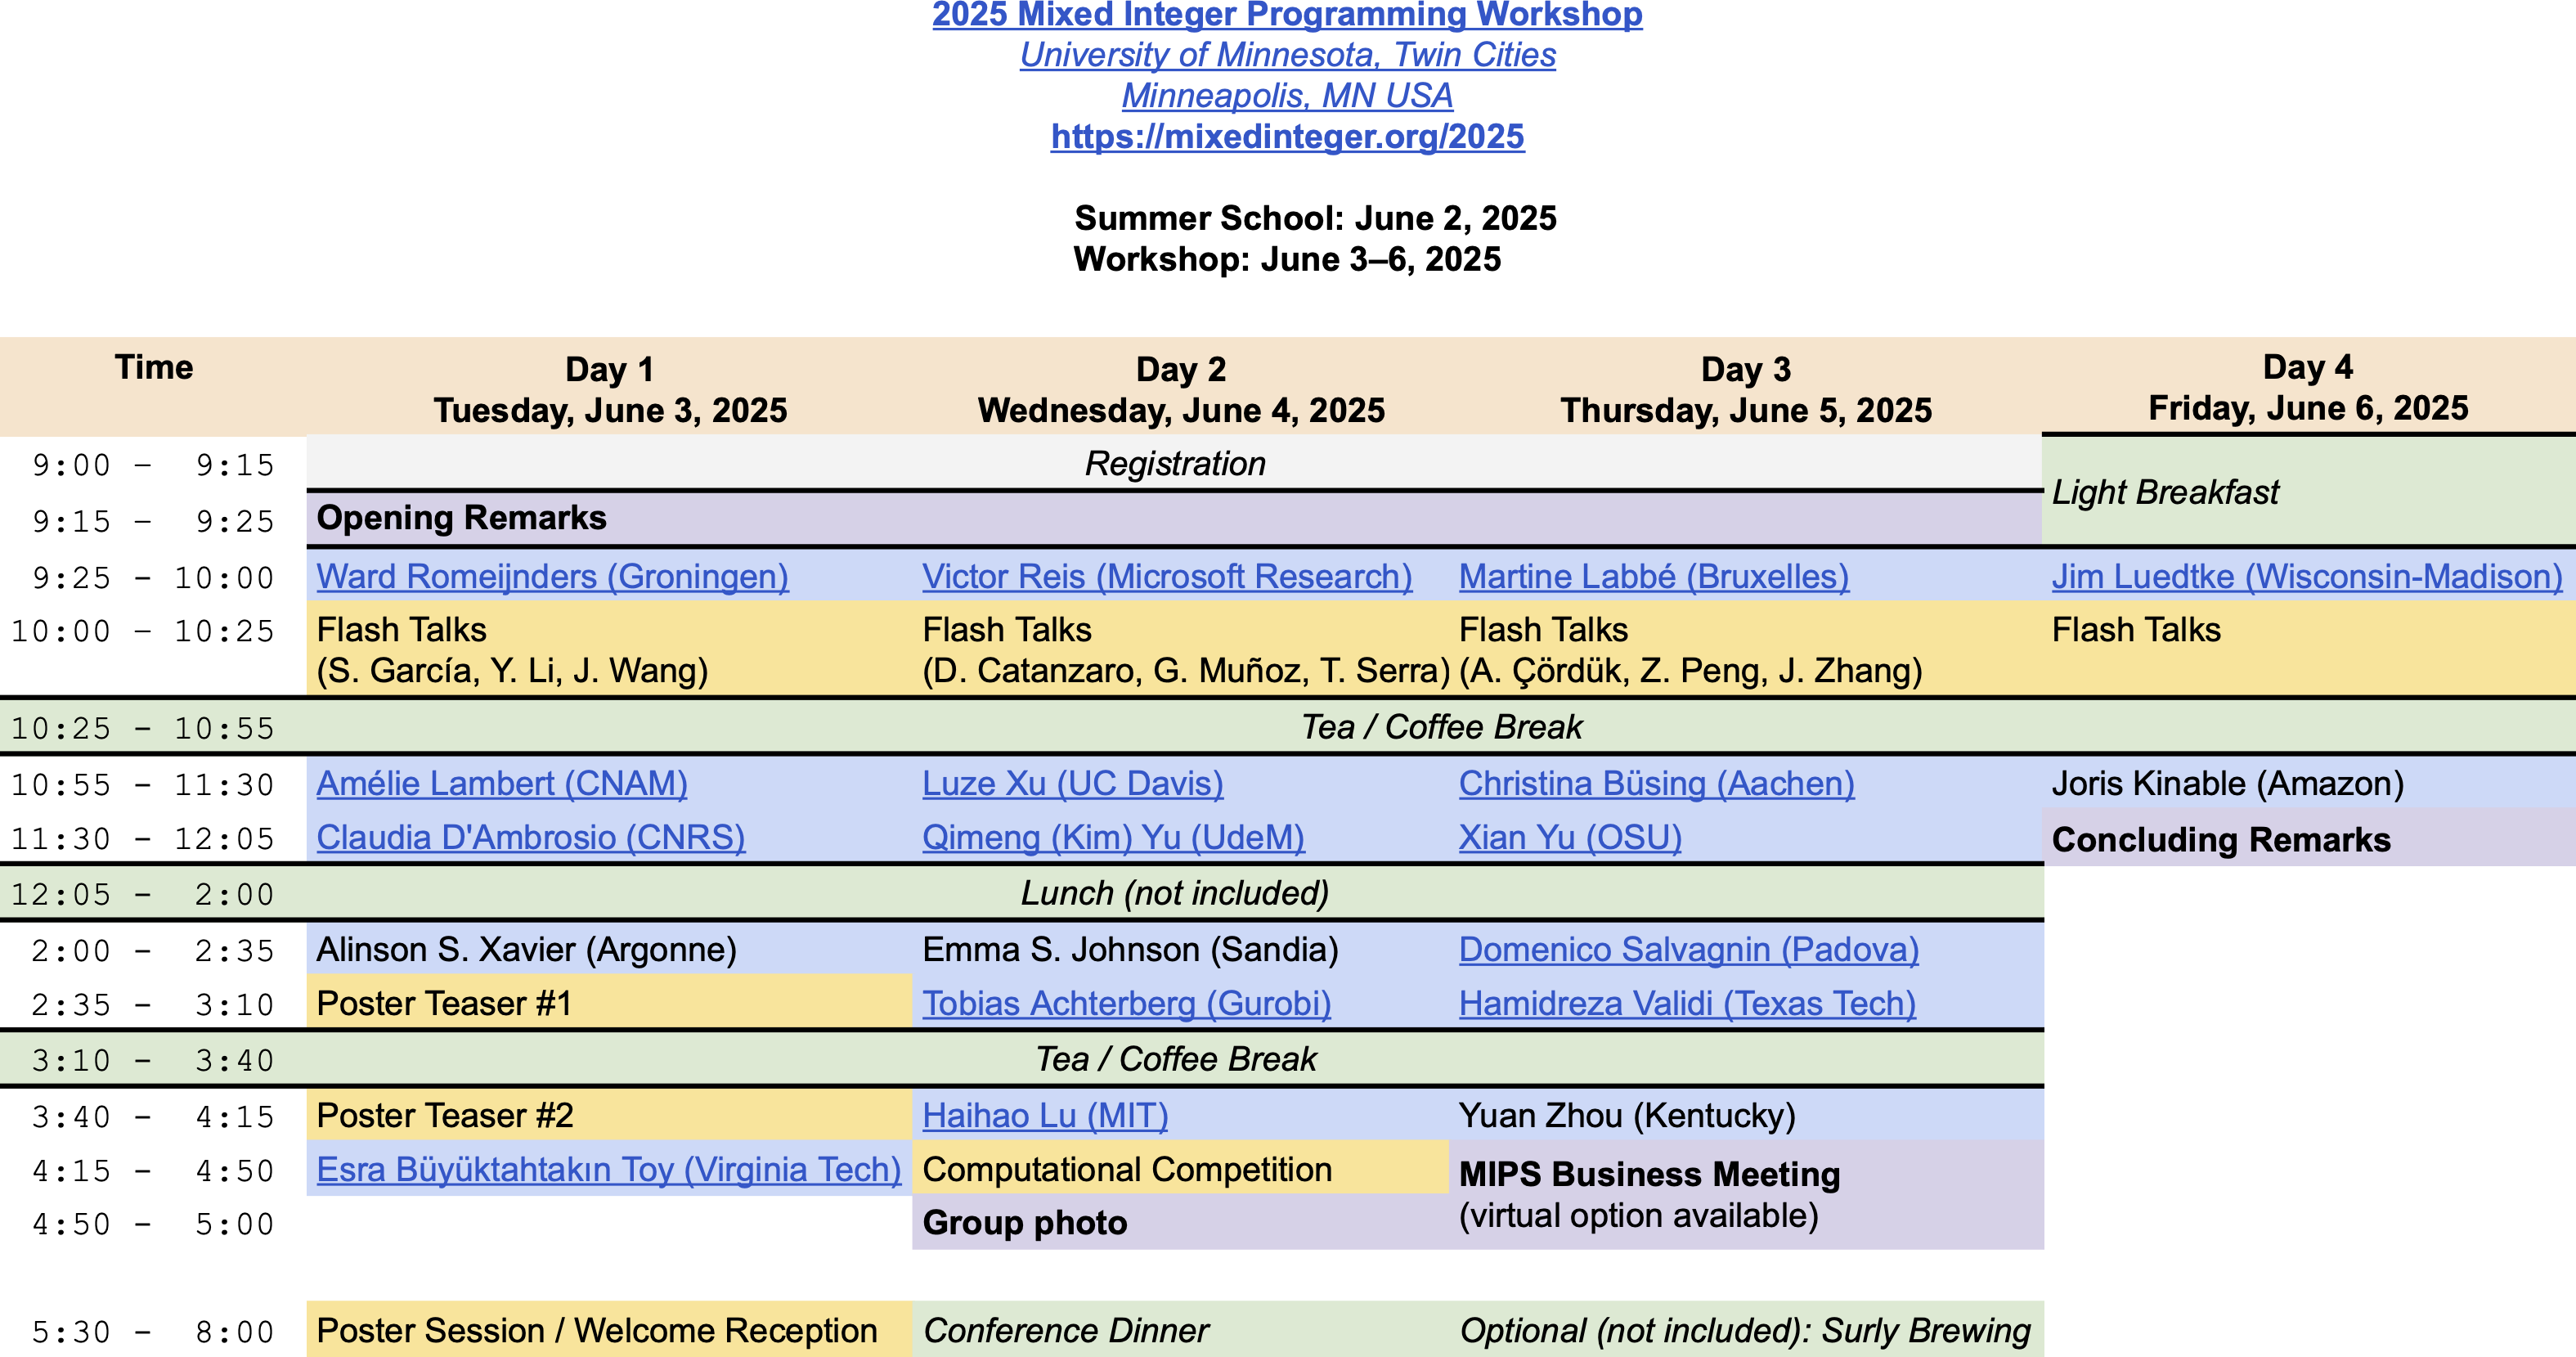 2025 Mixed Integer Programming Workshop
University of Minnesota, Twin Cities
Minneapolis, MN USA
https://mixedinteger.org/2025
Summer School: June 2, 2025
Workshop: June 3–6, 2025
Time
Day 1
Tuesday, June 3, 2025
Day 2
Wednesday, June 4, 2025
Day 3
Thursday, June 5, 2025
Day 4
Friday, June 6, 2025
9:00 – 9:15
Registration
Light Breakfast
9:15 – 9:25
Opening Remarks
9:25 – 10:00
Ward Romeijnders (Groningen)
Victor Reis (Microsoft Research)
Martine Labbé (Bruxelles)
Jim Luedtke (Wisconsin-Madison)
10:00 – 10:25
Flash Talks
(S. García, Y. Li, J. Wang)
Flash Talks
(D. Catanzaro, G. Muñoz, T. Serra)
Flash Talks
(A. Çördük, Z. Peng, J. Zhang)
Flash Talks
10:25 – 10:55
Tea / Coffee Break
10:55 – 11:30
Amélie Lambert (CNAM)
Luze Xu (UC Davis)
Christina Büsing (Aachen)
Joris Kinable (Amazon)
11:30 – 12:05
Claudia D'Ambrosio (CNRS)
Qimeng (Kim) Yu (UdeM)
Xian Yu (OSU)
Concluding Remarks
12:05 – 2:00
Lunch (not included)
2:00 – 2:35
Alinson S. Xavier (Argonne)
Emma S. Johnson (Sandia)
Domenico Salvagnin (Padova)
2:35 – 3:10
Poster Teaser #1
Tobias Achterberg (Gurobi)
Hamidreza Validi (Texas Tech)
3:10 – 3:40
Tea / Coffee Break
3:40 – 4:15
Poster Teaser #2
Haihao Lu (MIT)
Yuan Zhou (Kentucky)
4:15 – 4:50
Esra Büyüktahtakın Toy (Virginia Tech)
Computational Competition
MIPS Business Meeting
(virtual option available)
4:50 – 5:00
Group photo
5:30 – 8:00
Poster Session / Welcome Reception
Conference Dinner
Optional (not included): Surly Brewing